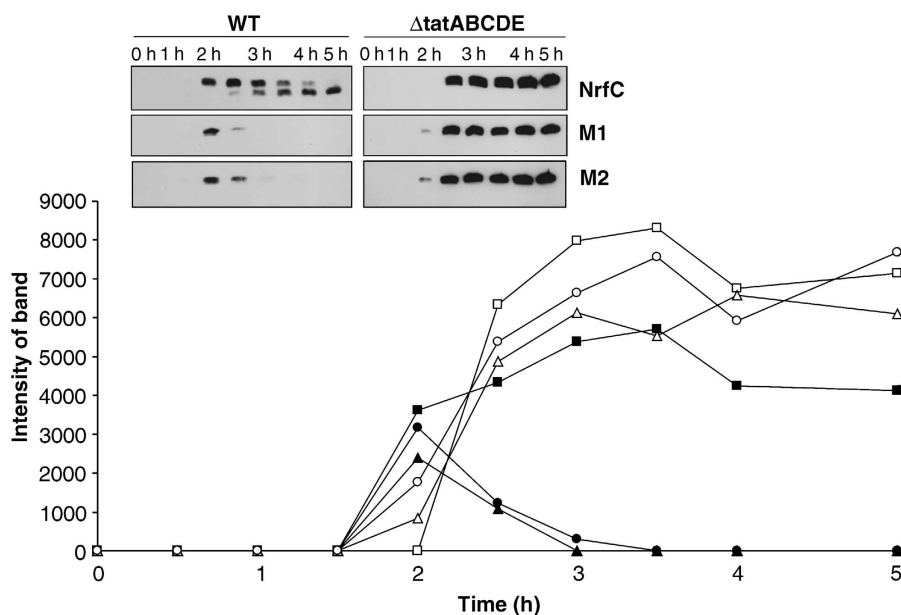 WT ΔtatABCDE
0 h 1 h 2 h 3 h 4 h 5 h 0 h 1 h 2 h 3 h 4 h 5 h
NrfC
M1
M2
9000
8000
7000
6000
5000
4000
3000
2000
1000
0
Intensity of band
0 1 2 3 4 5
Time (h)